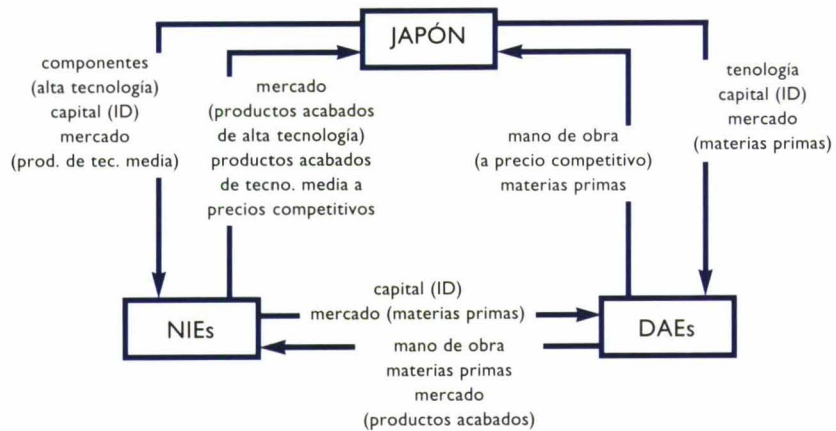 JAPÓN
componentes
(alta tecnología)
capital (ID)
mercado
(prod. de tec. media)
mercado
(productos acabados
de alta tecnología)
productos acabados
de tecno. media a
precios competitivos
mano de obra
(a precio competitivo)
materias primas
tenología
capital (ID)
mercado
(materias primas)
NIEs
capital (ID)
mercado (materias primas)
mano de obra
materias primas
mercado
(productos acabados)
DAEs